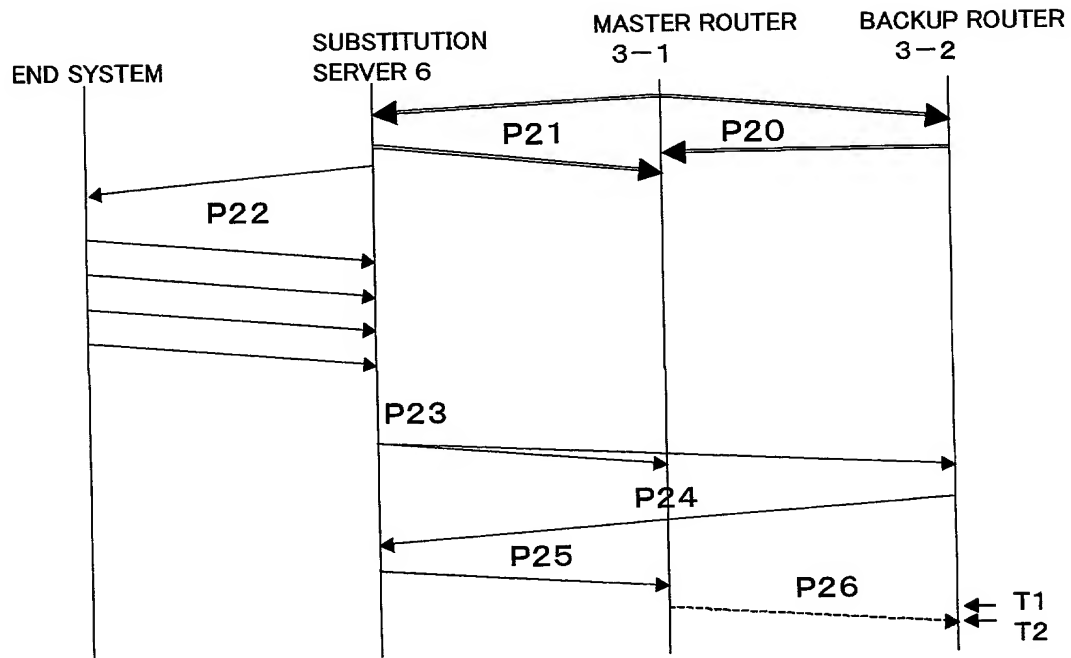 END SYSTEM
SUBSTITUTION
SERVER 6
MASTER ROUTER
3-1
BACKUP ROUTER
3-2
P21
P20
P22
P23
P24
P25
P26
T1
T2